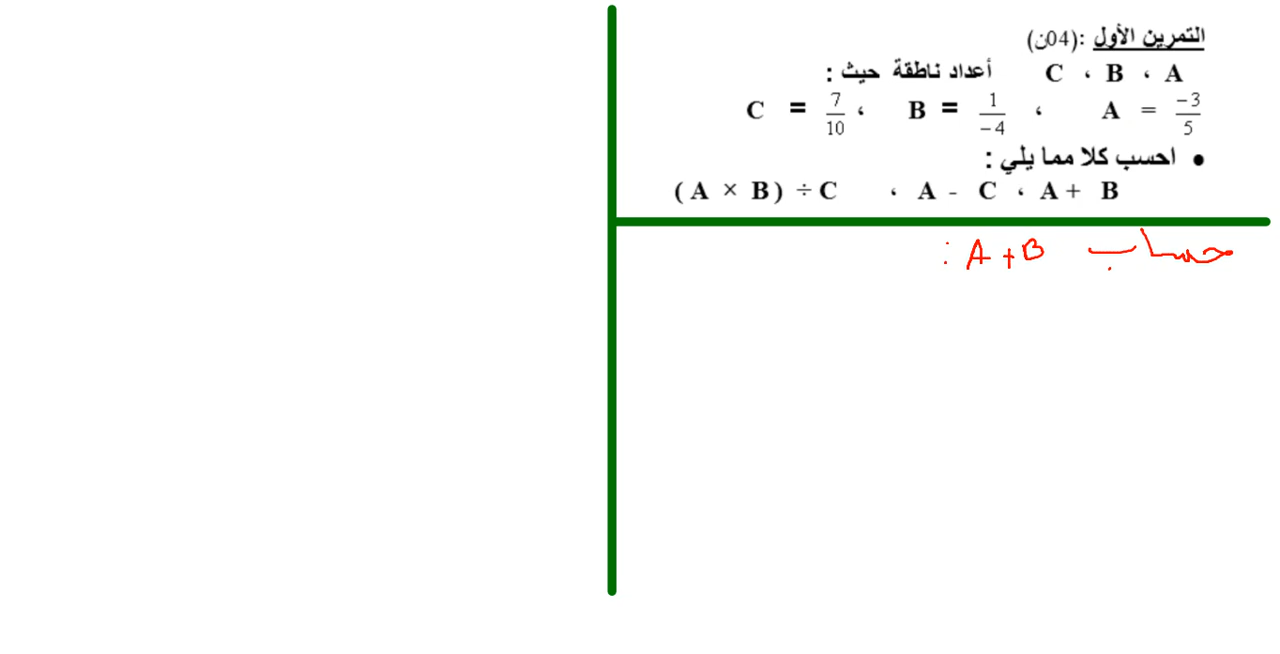 التمرين الأول :(04ن)
A ، B ، C أعداد ناطقة حيث :
A = -3/5 ، B = 1/-4 ، C = 7/10
• احسب كلا مما يلي :
A + B ، A - C ، (A × B) ÷ C
حساب A+B :